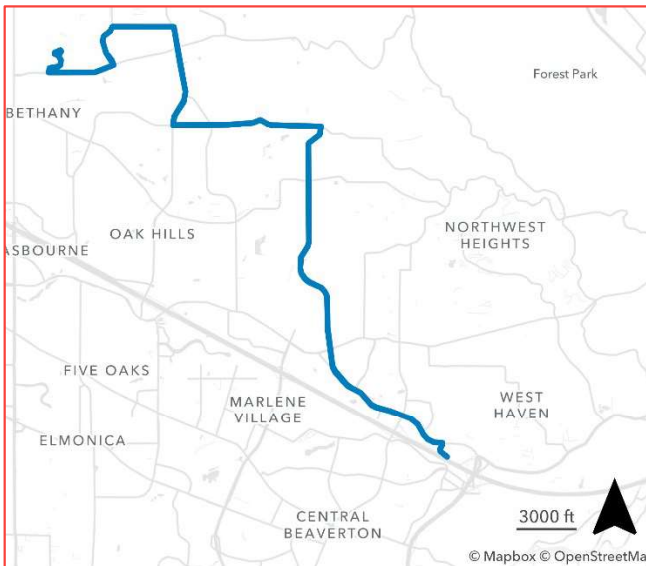 Forest Park
BETHANY
OAK HILLS
NORTHWEST
HEIGHTS
ASBOURNE
FIVE OAKS
MARLENE
VILLAGE
WEST
HAVEN
ELMONICA
CENTRAL
BEAVERTON
3000 ft
© Mapbox © OpenStreetMa